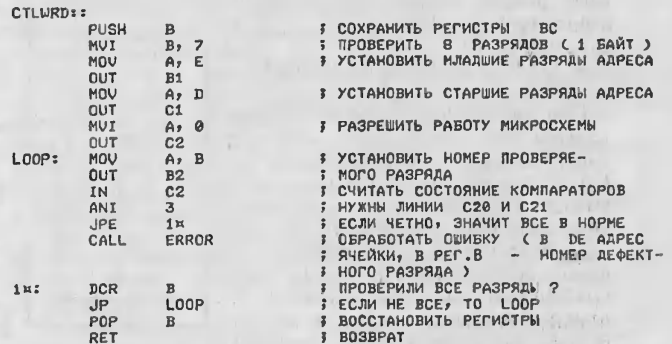 CTLWRD::
PUSH B ; СОХРАНИТЬ РЕГИСТРЫ BC
MVI B, 7 ; ПРОВЕРИТЬ 8 РАЗРЯДОВ ( 1 БАЙТ )
MOV A, E ; УСТАНОВИТЬ МЛАДШИЕ РАЗРЯДЫ АДРЕСА
OUT B1
MOV A, D ; УСТАНОВИТЬ СТАРШИЕ РАЗРЯДЫ АДРЕСА
OUT C1
MVI A, 0 ; РАЗРЕШИТЬ РАБОТУ МИКРОСХЕМЫ
OUT C2
LOOP: MOV A, B ; УСТАНОВИТЬ НОМЕР ПРОВЕРЯЕ-
OUT B2 ; МОГО РАЗРЯДА
IN C2 ; СЧИТАТЬ СОСТОЯНИЕ КОМПАРАТОРОВ
ANI 3 ; НУЖНЫ ЛИНИИ C20 И C21
JPE 1¤ ; ЕСЛИ ЧЕТНО, ЗНАЧИТ ВСЕ В НОРМЕ
CALL ERROR ; ОБРАБОТАТЬ ОШИБКУ ( В DE АДРЕС
; ЯЧЕЙКИ, В РЕГ.B - НОМЕР ДЕФЕКТ-
; НОГО РАЗРЯДА )
1¤: DCR B ; ПРОВЕРИЛИ ВСЕ РАЗРЯДЫ ?
JP LOOP ; ЕСЛИ НЕ ВСЕ, ТО LOOP
POP B ; ВОССТАНОВИТЬ РЕГИСТРЫ
RET ; ВОЗВРАТ